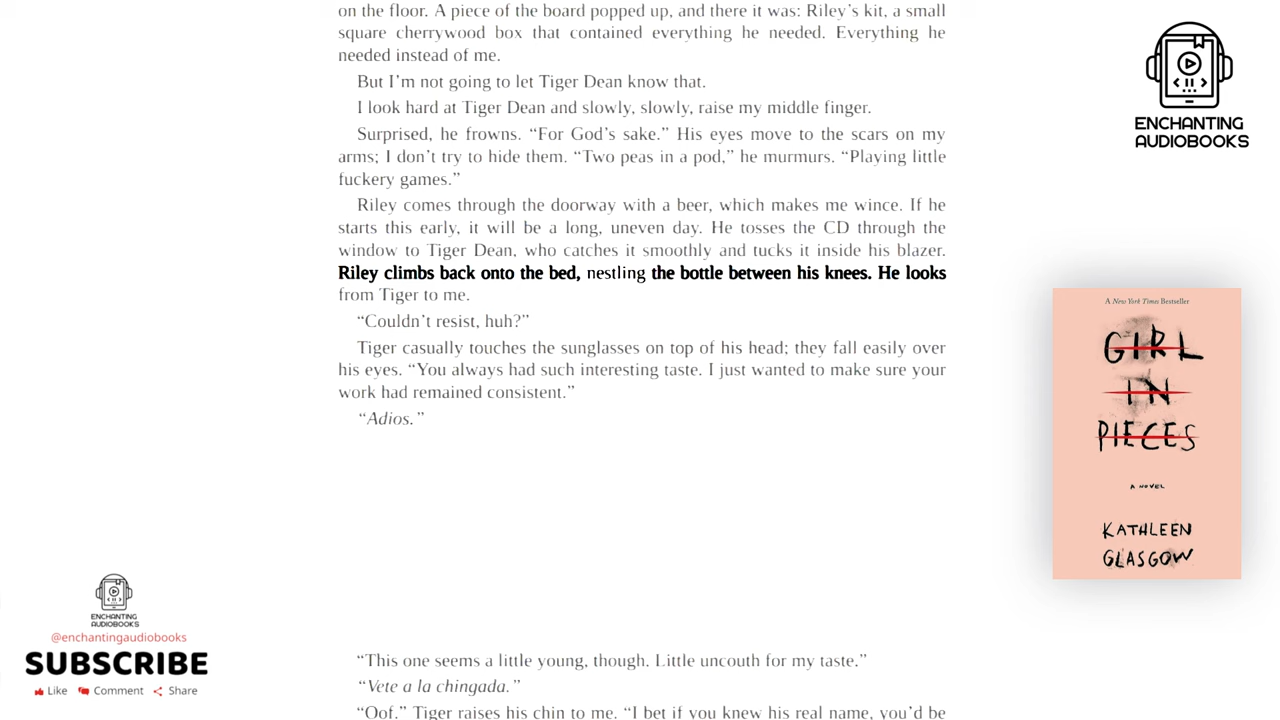 on the floor. A piece of the board popped up, and there it was: Riley’s kit, a small
square cherrywood box that contained everything he needed. Everything he
needed instead of me.
But I’m not going to let Tiger Dean know that.
I look hard at Tiger Dean and slowly, slowly, raise my middle finger.
Surprised, he frowns. “For God’s sake.” His eyes move to the scars on my
arms; I don’t try to hide them. “Two peas in a pod,” he murmurs. “Playing little
fuckery games.”
Riley comes through the doorway with a beer, which makes me wince. If he
starts this early, it will be a long, uneven day. He tosses the CD through the
window to Tiger Dean, who catches it smoothly and tucks it inside his blazer.
Riley climbs back onto the bed, nestling the bottle between his knees. He looks
from Tiger to me.
“Couldn’t resist, huh?”
Tiger casually touches the sunglasses on top of his head; they fall easily over
his eyes. “You always had such interesting taste. I just wanted to make sure your
work had remained consistent.”
“Adios.”
“This one seems a little young, though. Little uncouth for my taste.”
“Vete a la chingada.”
“Oof.” Tiger raises his chin to me. “I bet if you knew his real name, you’d be
ENCHANTING
AUDIOBOOKS
A New York Times Bestseller
GIRL
IN
PIECES
A NOVEL
KATHLEEN
GLASGOW
ENCHANTING
AUDIOBOOKS
@enchantingaudiobooks
SUBSCRIBE
Like Comment Share